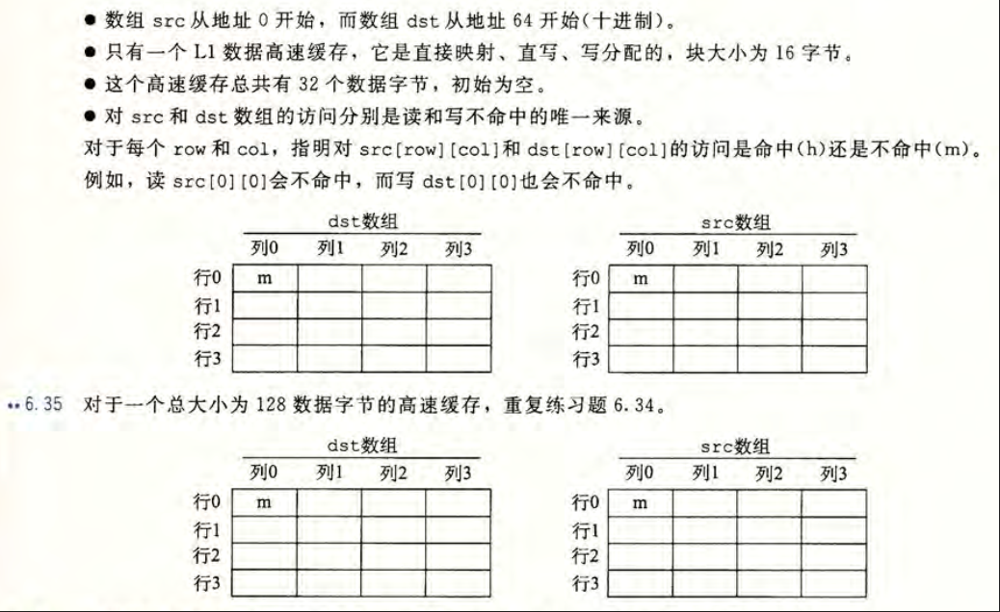 ● 数组 src 从地址 0 开始，而数组 dst 从地址 64 开始(十进制)。
● 只有一个 L1 数据高速缓存，它是直接映射、直写、写分配的，块大小为 16 字节。
● 这个高速缓存总共有 32 个数据字节，初始为空。
● 对 src 和 dst 数组的访问分别是读和写不命中的唯一来源。
对于每个 row 和 col，指明对 src[row][col]和 dst[row][col]的访问是命中(h)还是不命中(m)。
例如，读 src[0][0]会不命中，而写 dst[0][0]也会不命中。
dst数组 src数组
列0 列1 列2 列3 列0 列1 列2 列3
行0 m 行0 m
行1 行1
行2 行2
行3 行3
•• 6.35 对于一个总大小为 128 数据字节的高速缓存，重复练习题 6.34。
dst数组 src数组
列0 列1 列2 列3 列0 列1 列2 列3
行0 m 行0 m
行1 行1
行2 行2
行3 行3